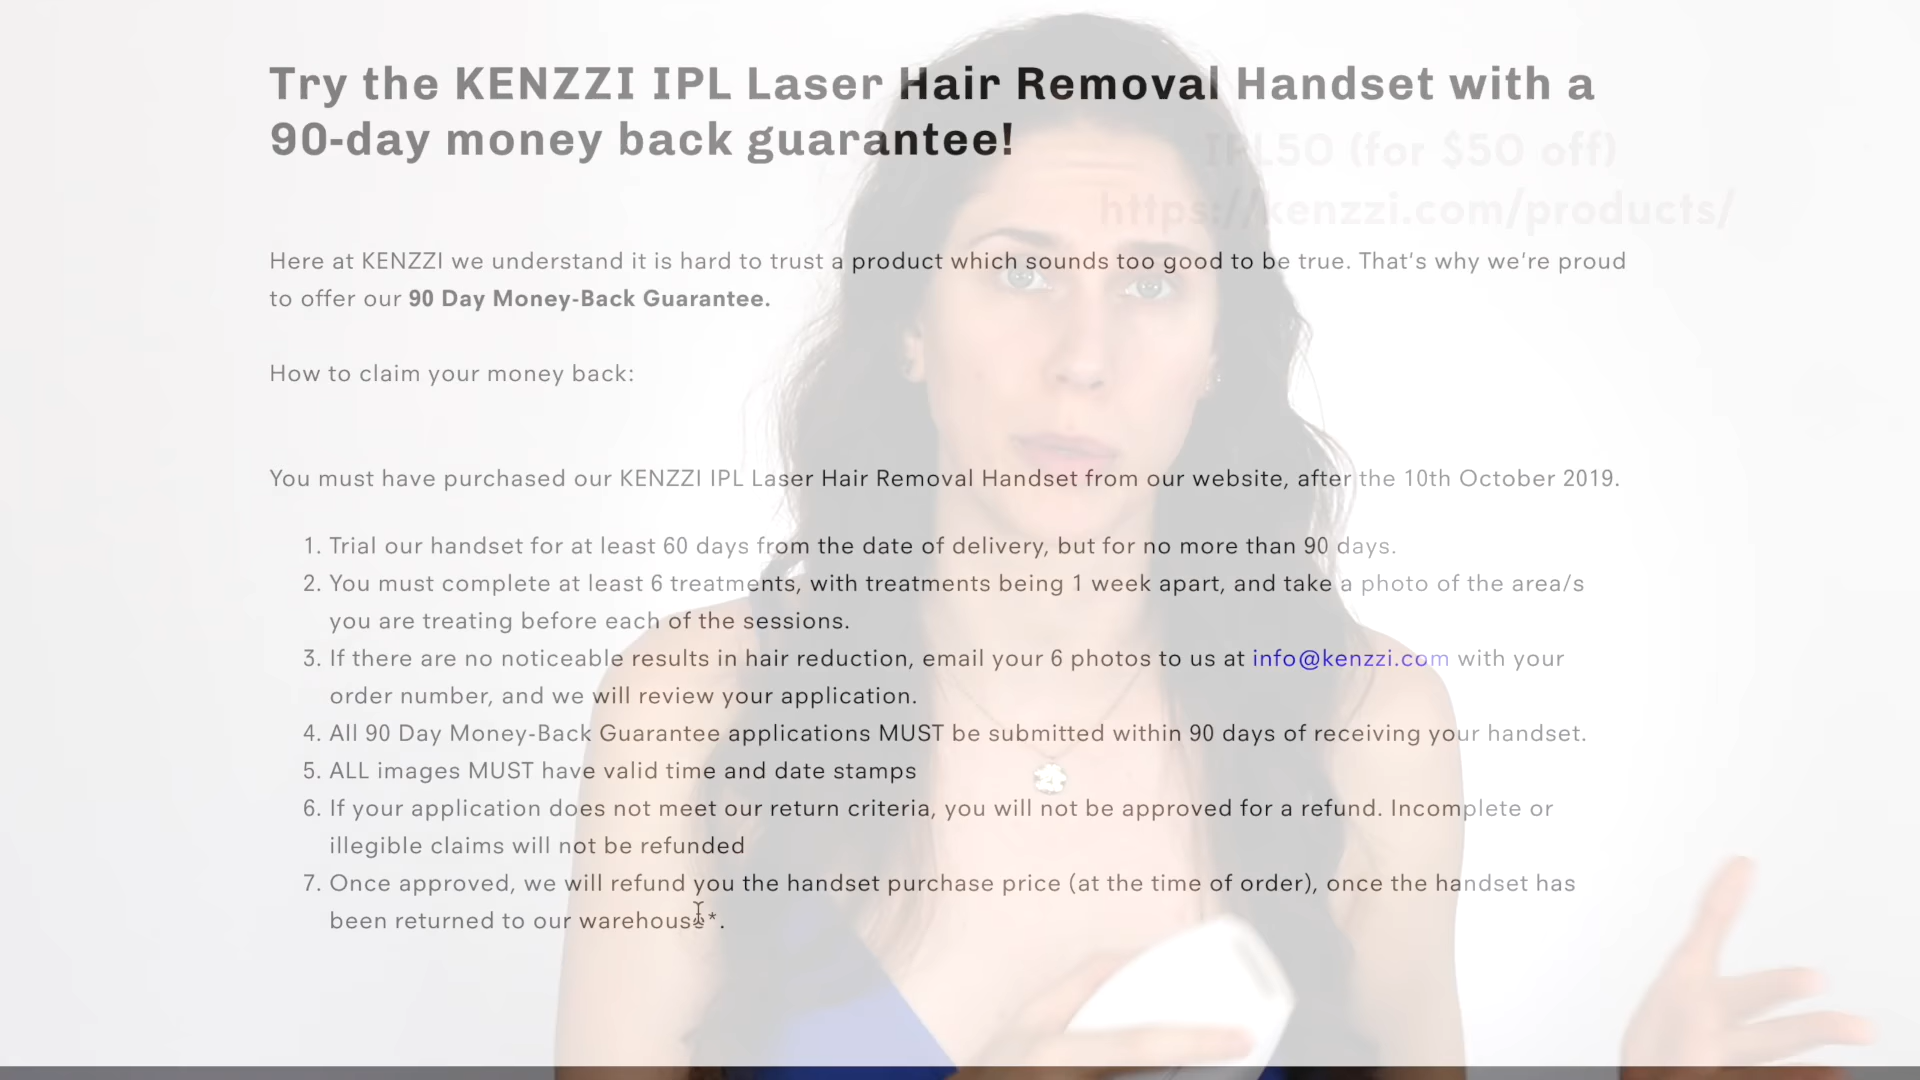 Try the KENZZI IPL Laser Hair Removal Handset with a
90-day money back guarantee!
IPL50 (for $50 off)
https://kenzzi.com/products/
Here at KENZZI we understand it is hard to trust a product which sounds too good to be true. That's why we're proud
to offer our 90 Day Money-Back Guarantee.
How to claim your money back:
You must have purchased our KENZZI IPL Laser Hair Removal Handset from our website, after the 10th October 2019.
1. Trial our handset for at least 60 days from the date of delivery, but for no more than 90 days.
2. You must complete at least 6 treatments, with treatments being 1 week apart, and take a photo of the area/s
you are treating before each of the sessions.
3. If there are no noticeable results in hair reduction, email your 6 photos to us at info@kenzzi.com with your
order number, and we will review your application.
4. All 90 Day Money-Back Guarantee applications MUST be submitted within 90 days of receiving your handset.
5. ALL images MUST have valid time and date stamps
6. If your application does not meet our return criteria, you will not be approved for a refund. Incomplete or
illegible claims will not be refunded
7. Once approved, we will refund you the handset purchase price (at the time of order), once the handset has
been returned to our warehouse*.